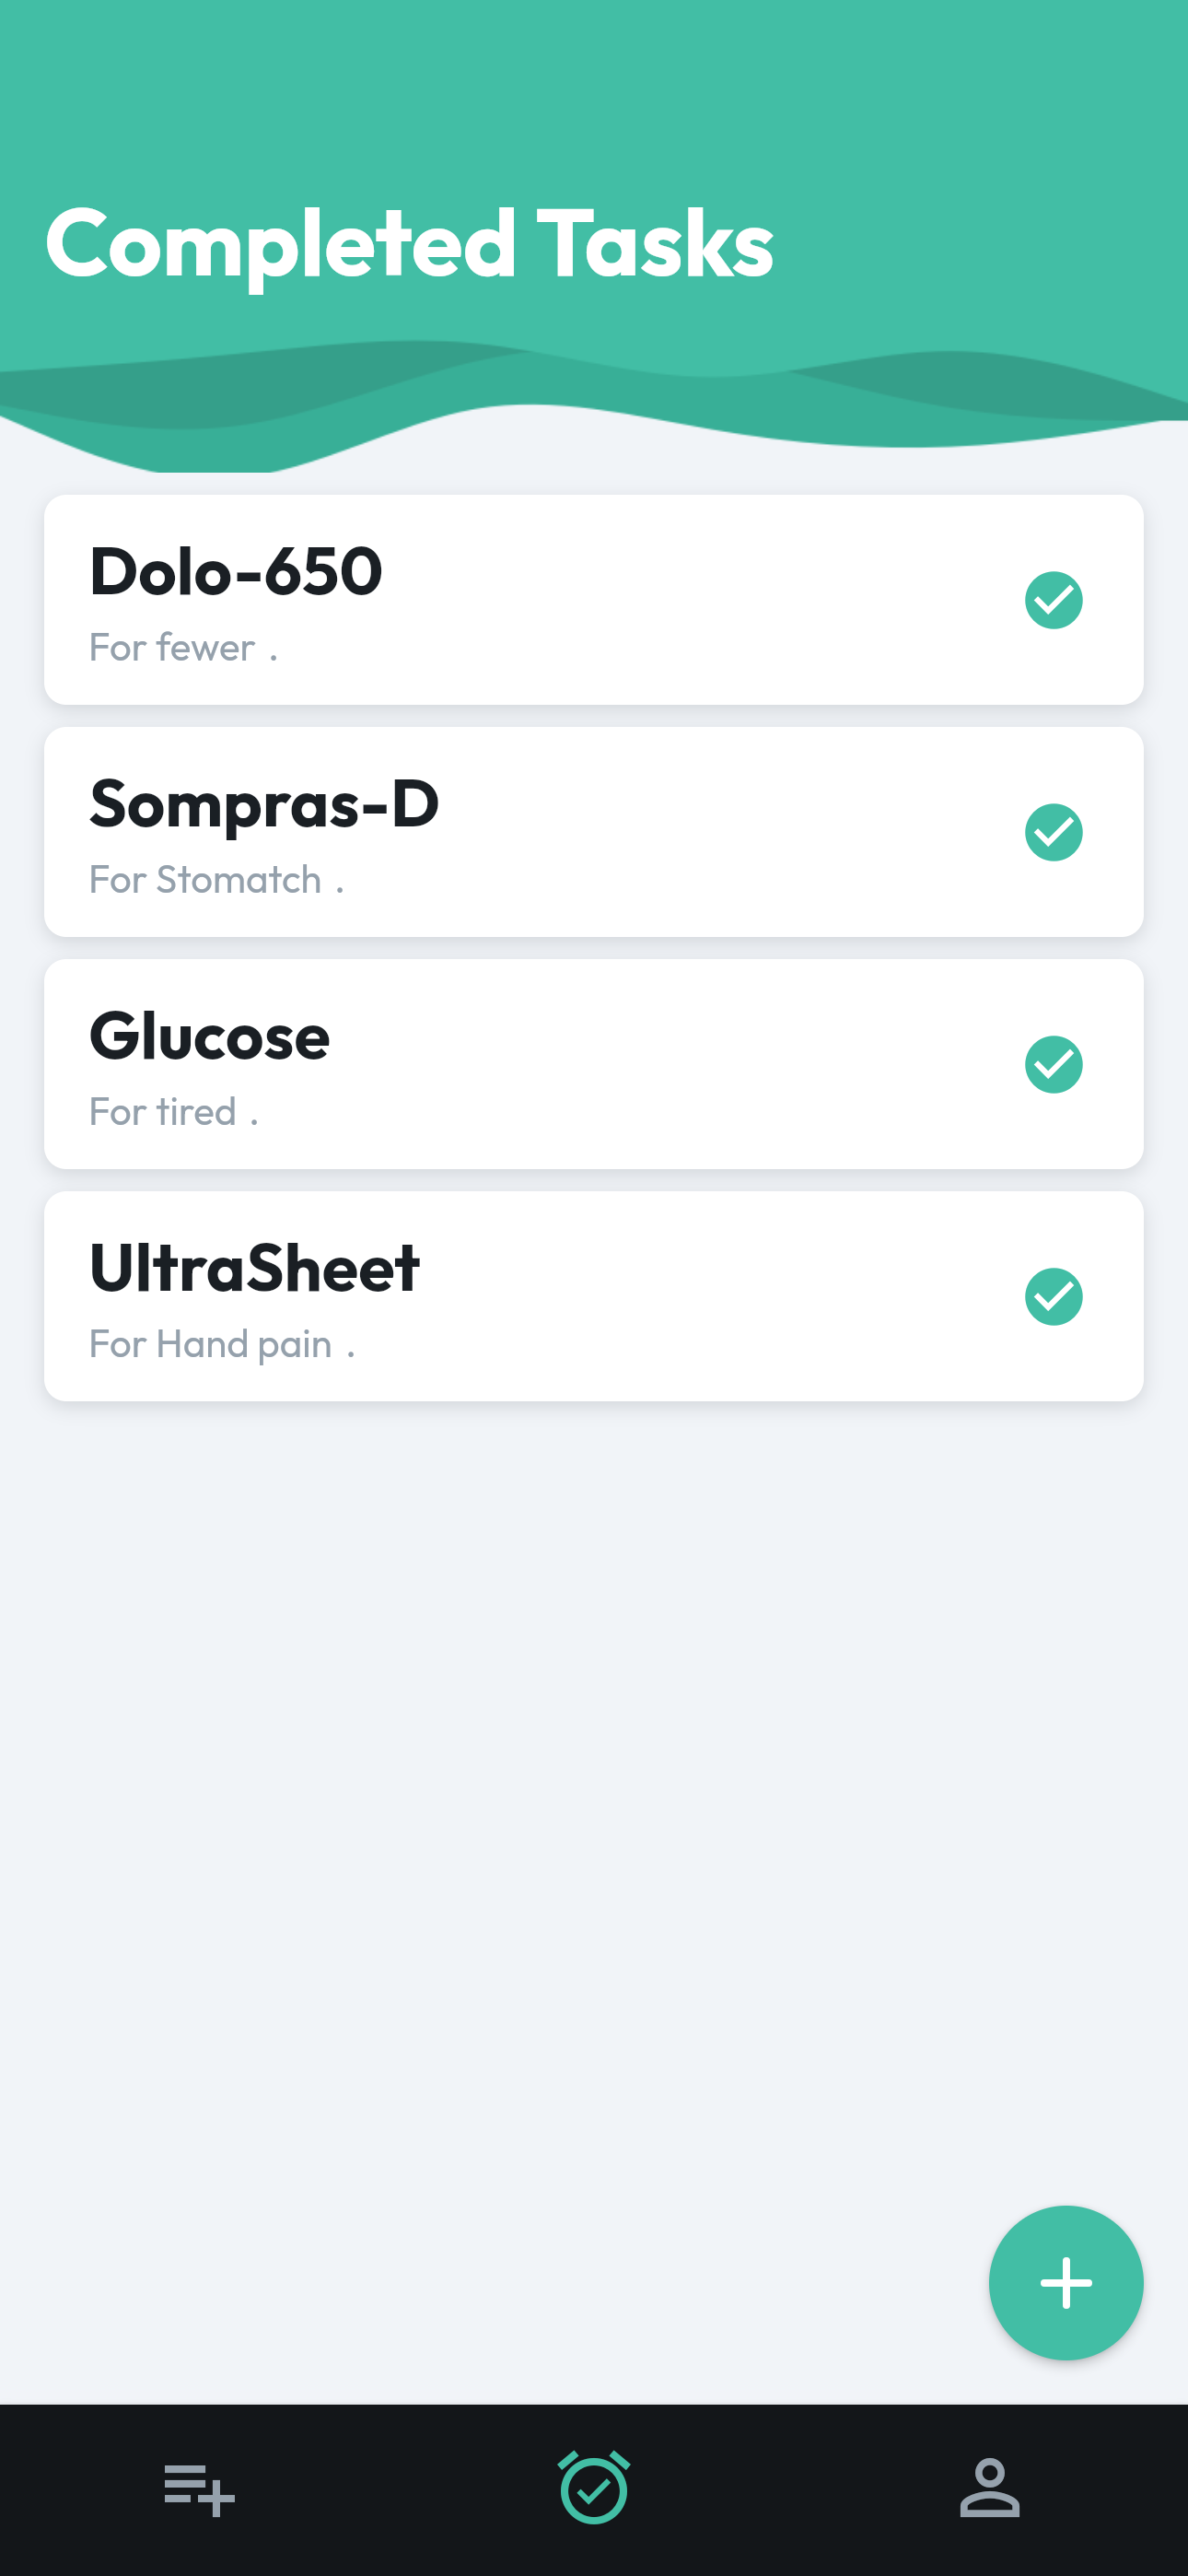 Completed Tasks
Dolo-650
For fewer .
Sompras-D
For Stomatch .
Glucose
For tired .
UltraSheet
For Hand pain .